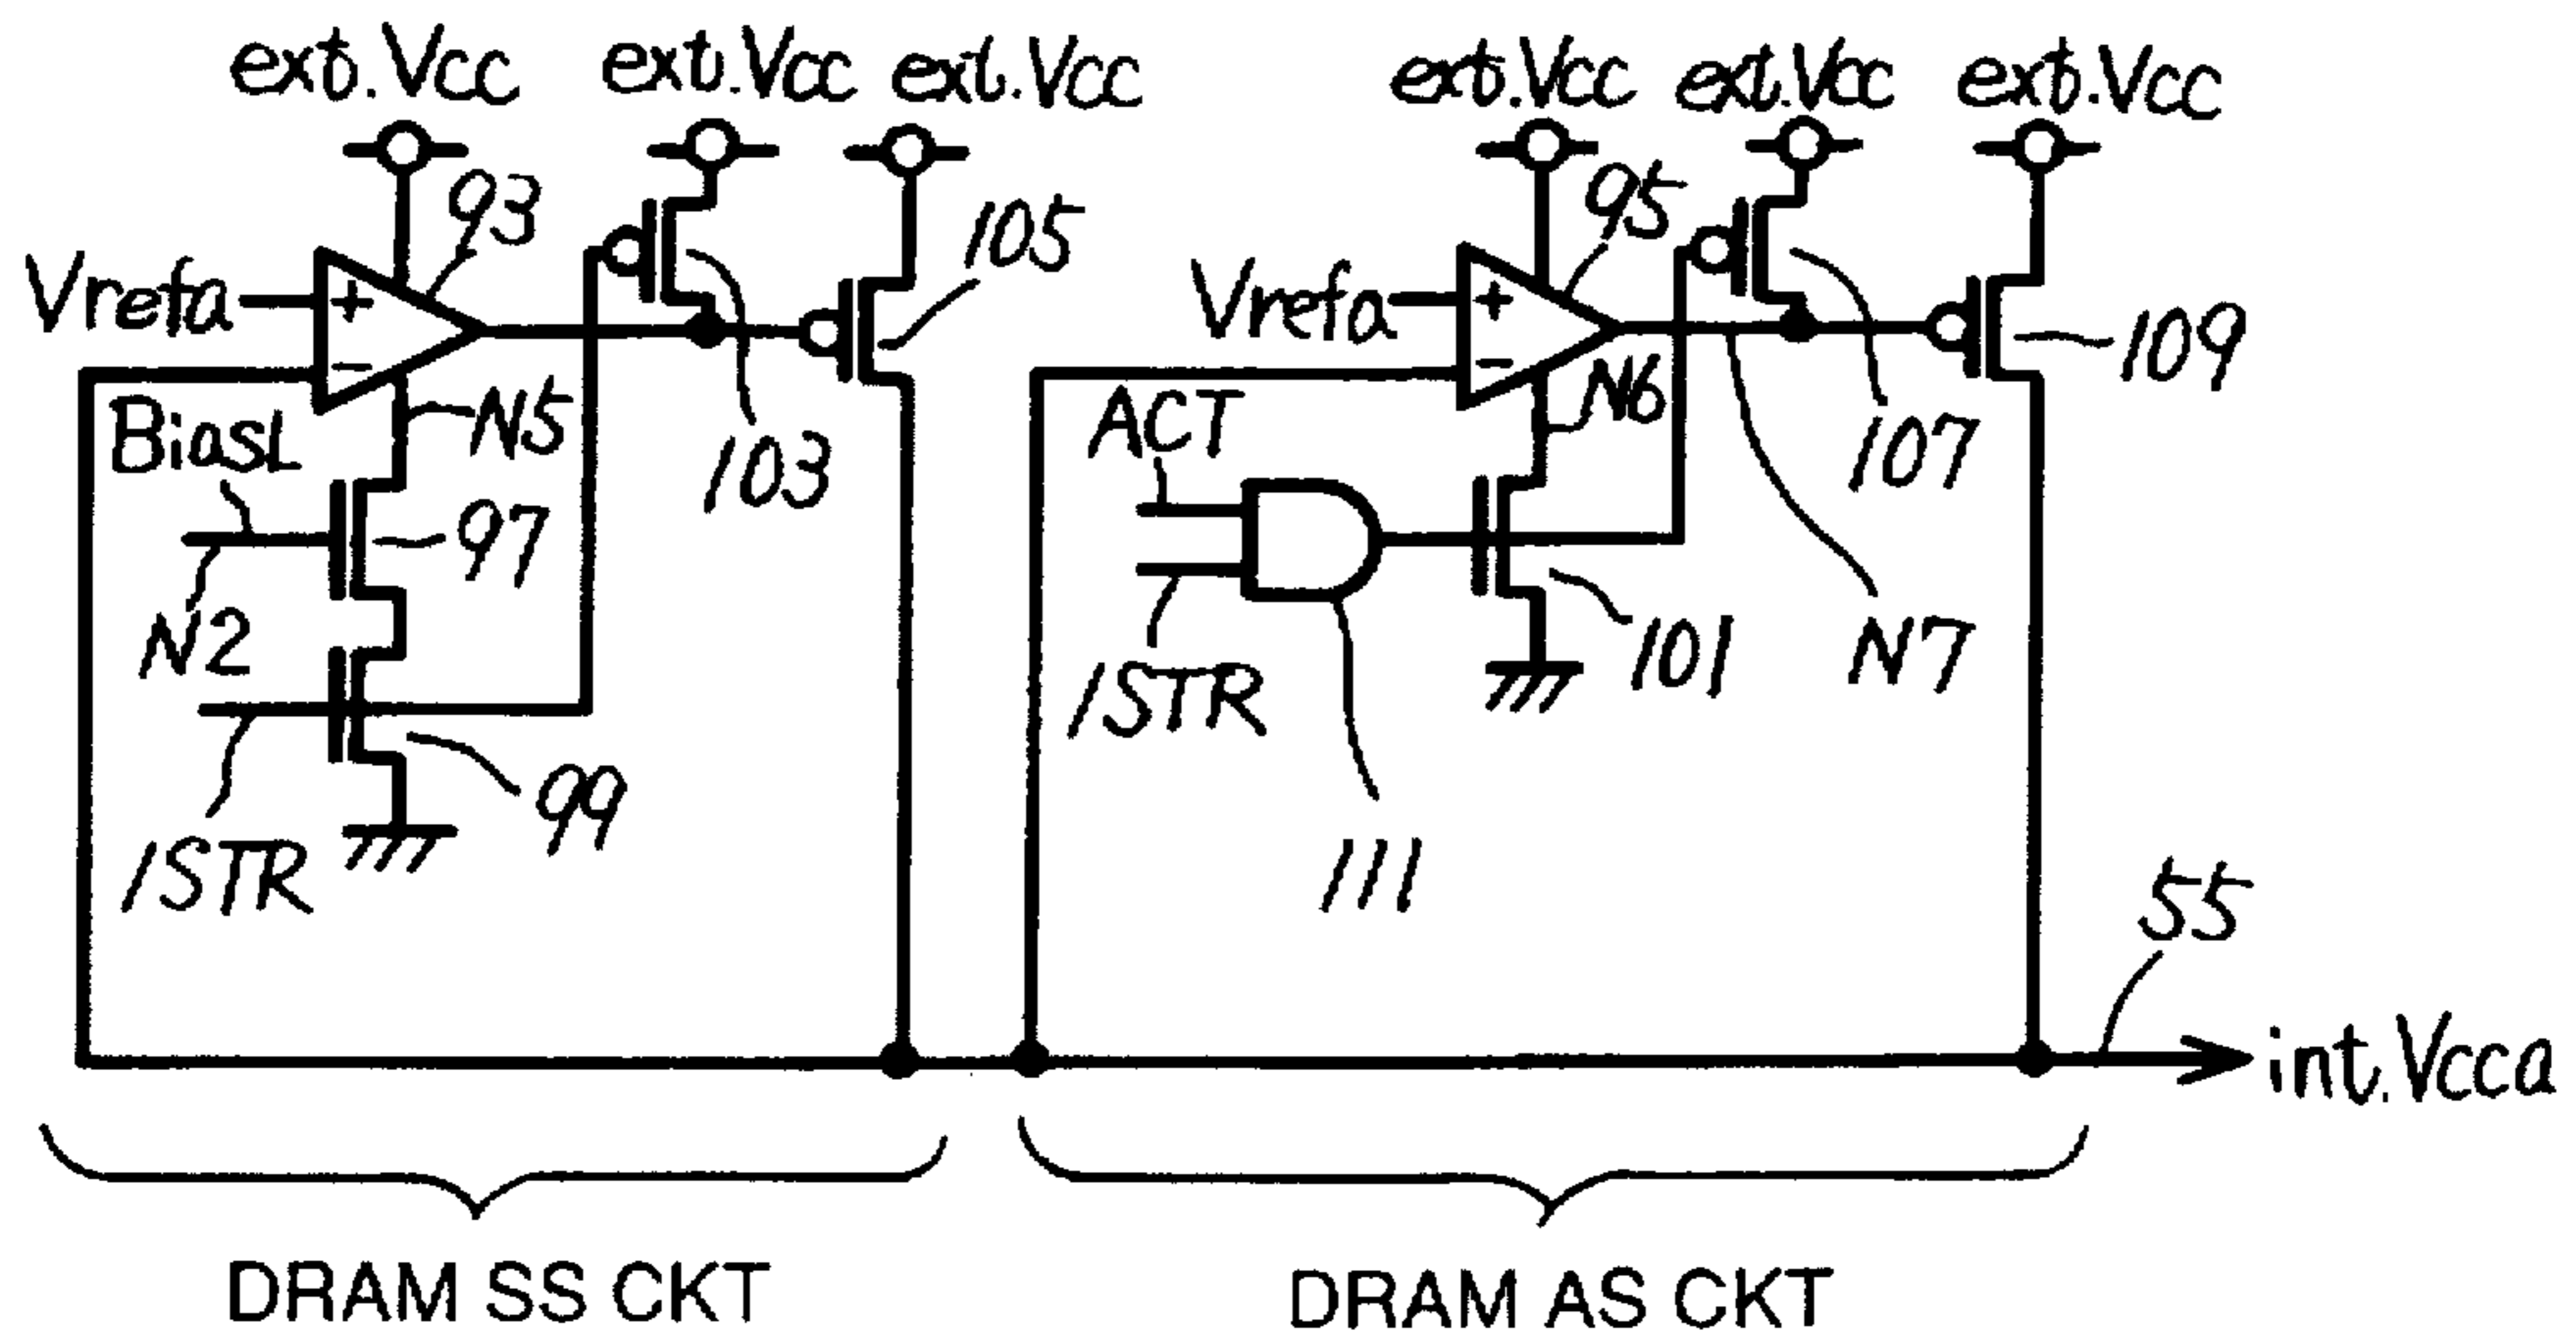 ext.Vcc ext.Vcc ext.Vcc ext.Vcc ext.Vcc ext.Vcc
93 95
105
Vrefa + Vrefa +
109
- -
BiasL N5 ACT N6
103 107
97
N2 101 N7
/STR
99
/STR 111
55
int.Vcca
DRAM SS CKT DRAM AS CKT